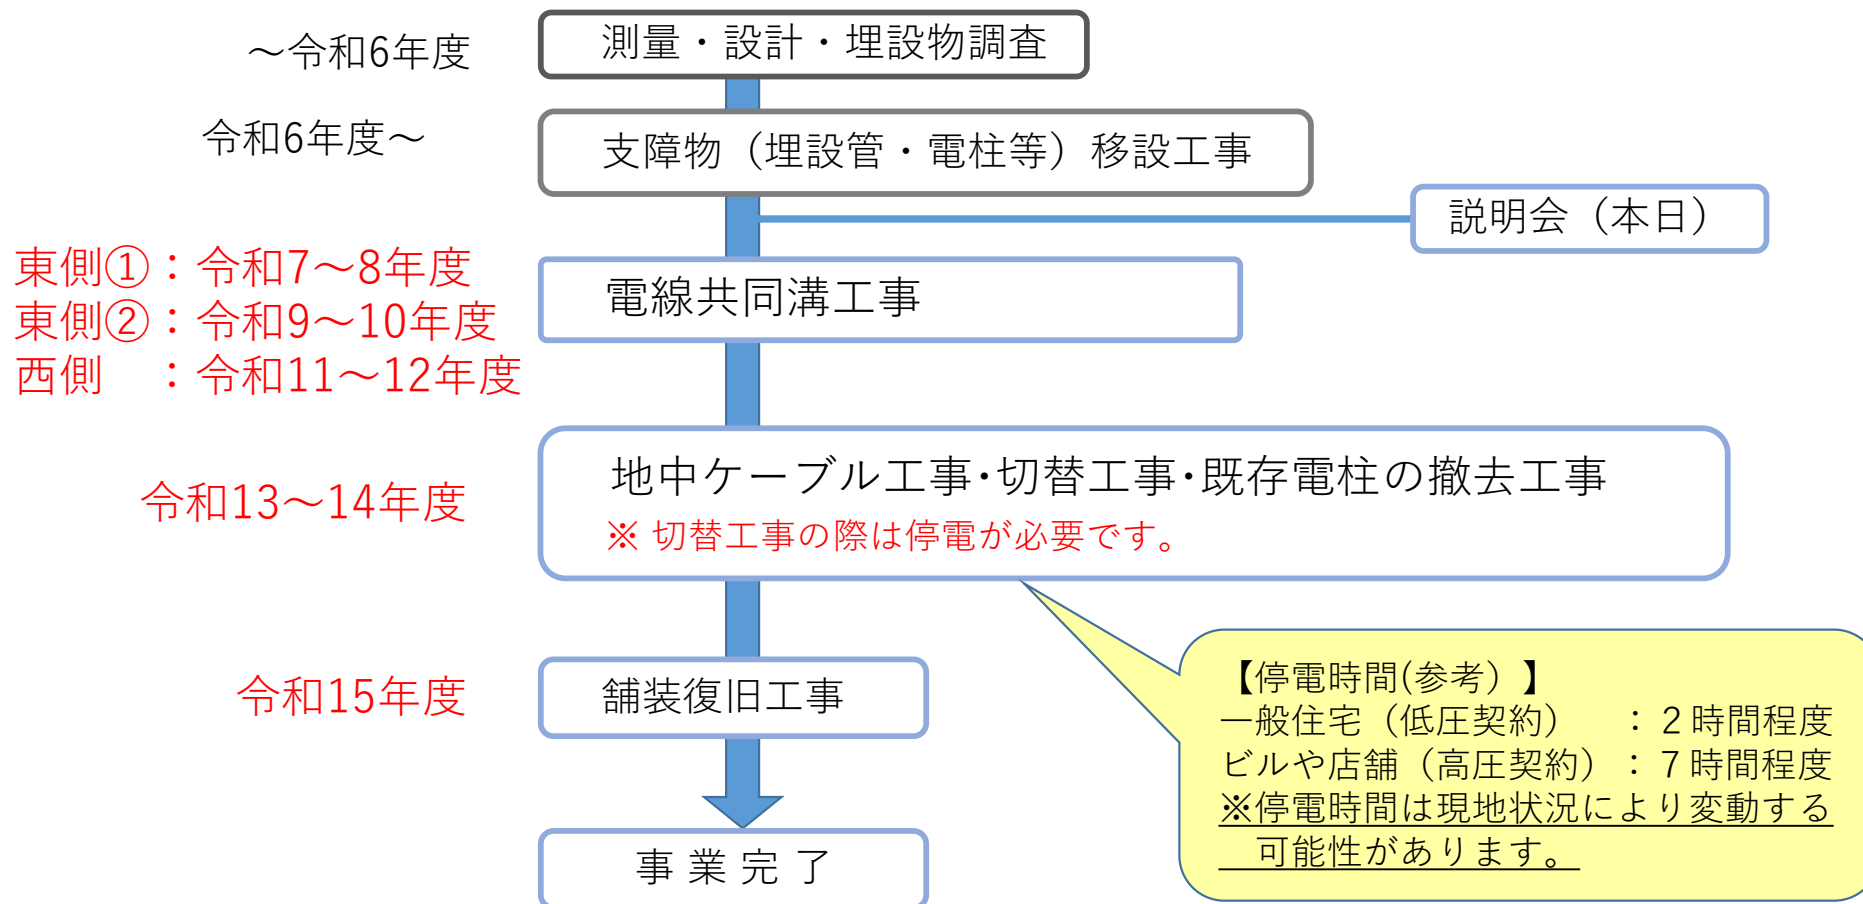 ～令和6年度
測量・設計・埋設物調査
令和6年度～
支障物（埋設管・電柱等）移設工事
説明会（本日）
東側①：令和7～8年度
東側②：令和9～10年度
西側　：令和11～12年度
電線共同溝工事
令和13～14年度
地中ケーブル工事･切替工事･既存電柱の撤去工事
※ 切替工事の際は停電が必要です。
令和15年度
舗装復旧工事
【停電時間(参考）】
一般住宅（低圧契約）　：２時間程度
ビルや店舗（高圧契約）：７時間程度
※停電時間は現地状況により変動する
可能性があります。
事 業 完 了